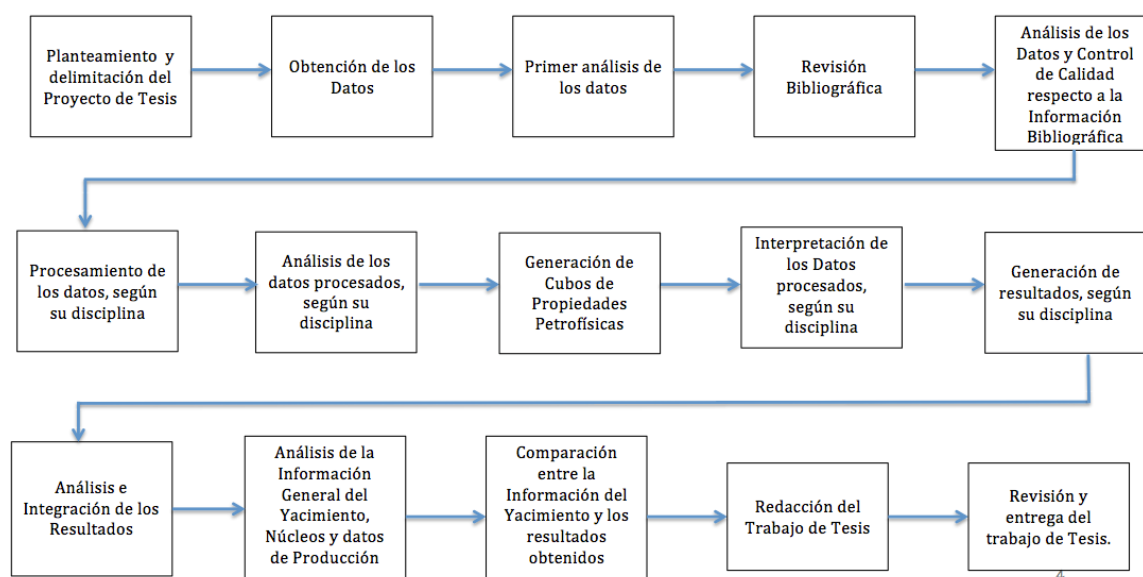 Planteamiento y
delimitación del
Proyecto de Tesis
Obtención de los
Datos
Primer análisis de
los datos
Revisión
Bibliográfica
Análisis de los
Datos y Control
de Calidad
respecto a la
Información
Bibliográfica
Procesamiento de
los datos, según
su disciplina
Análisis de los
datos procesados,
según su
disciplina
Generación de
Cubos de
Propiedades
Petrofísicas
Interpretación de
los Datos
procesados,
según su
disciplina
Generación de
resultados, según
su disciplina
Análisis e
Integración de los
Resultados
Análisis de la
Información
General del
Yacimiento,
Núcleos y datos
de Producción
Comparación
entre la
Información del
Yacimiento y los
resultados
obtenidos
Redacción del
Trabajo de Tesis
Revisión y
entrega del
trabajo de Tesis.